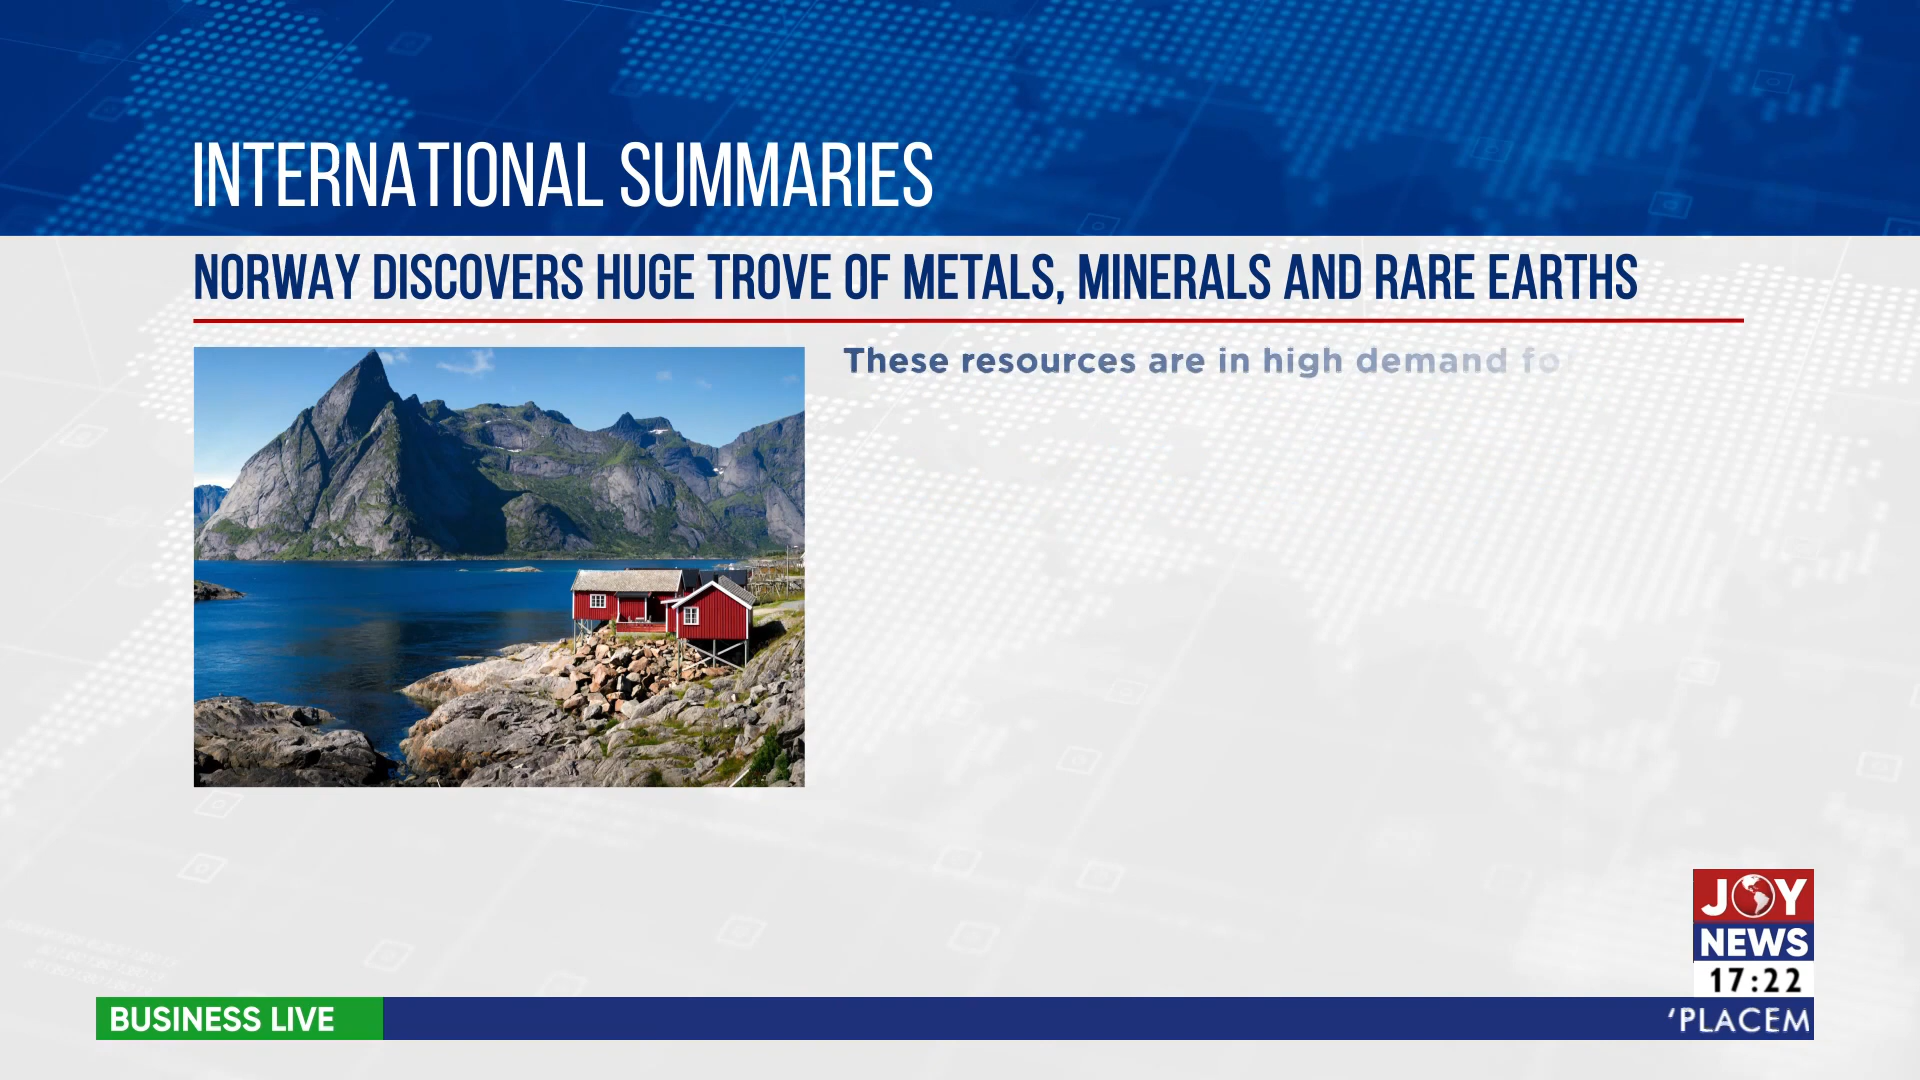 INTERNATIONAL SUMMARIES
NORWAY DISCOVERS HUGE TROVE OF METALS, MINERALS AND RARE EARTHS
These resources are in high demand fo
JOY
NEWS
17:22
BUSINESS LIVE
‘PLACEM